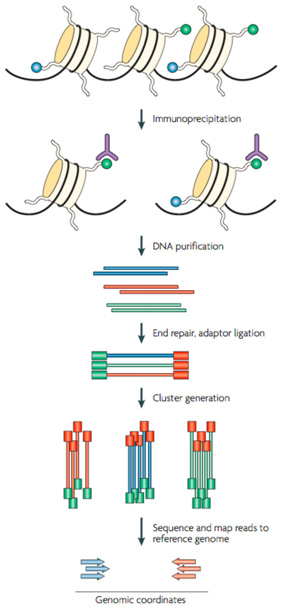 Immunoprecipitation
DNA purification
End repair, adaptor ligation
Cluster generation
Sequence and map reads to
reference genome
Genomic coordinates